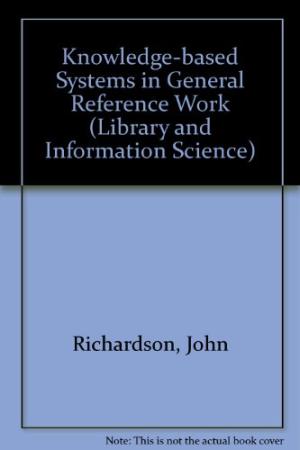 Knowledge-based
Systems in General
Reference Work
(Library and
Information Science)
Richardson, John
Note: This is not the actual book cover